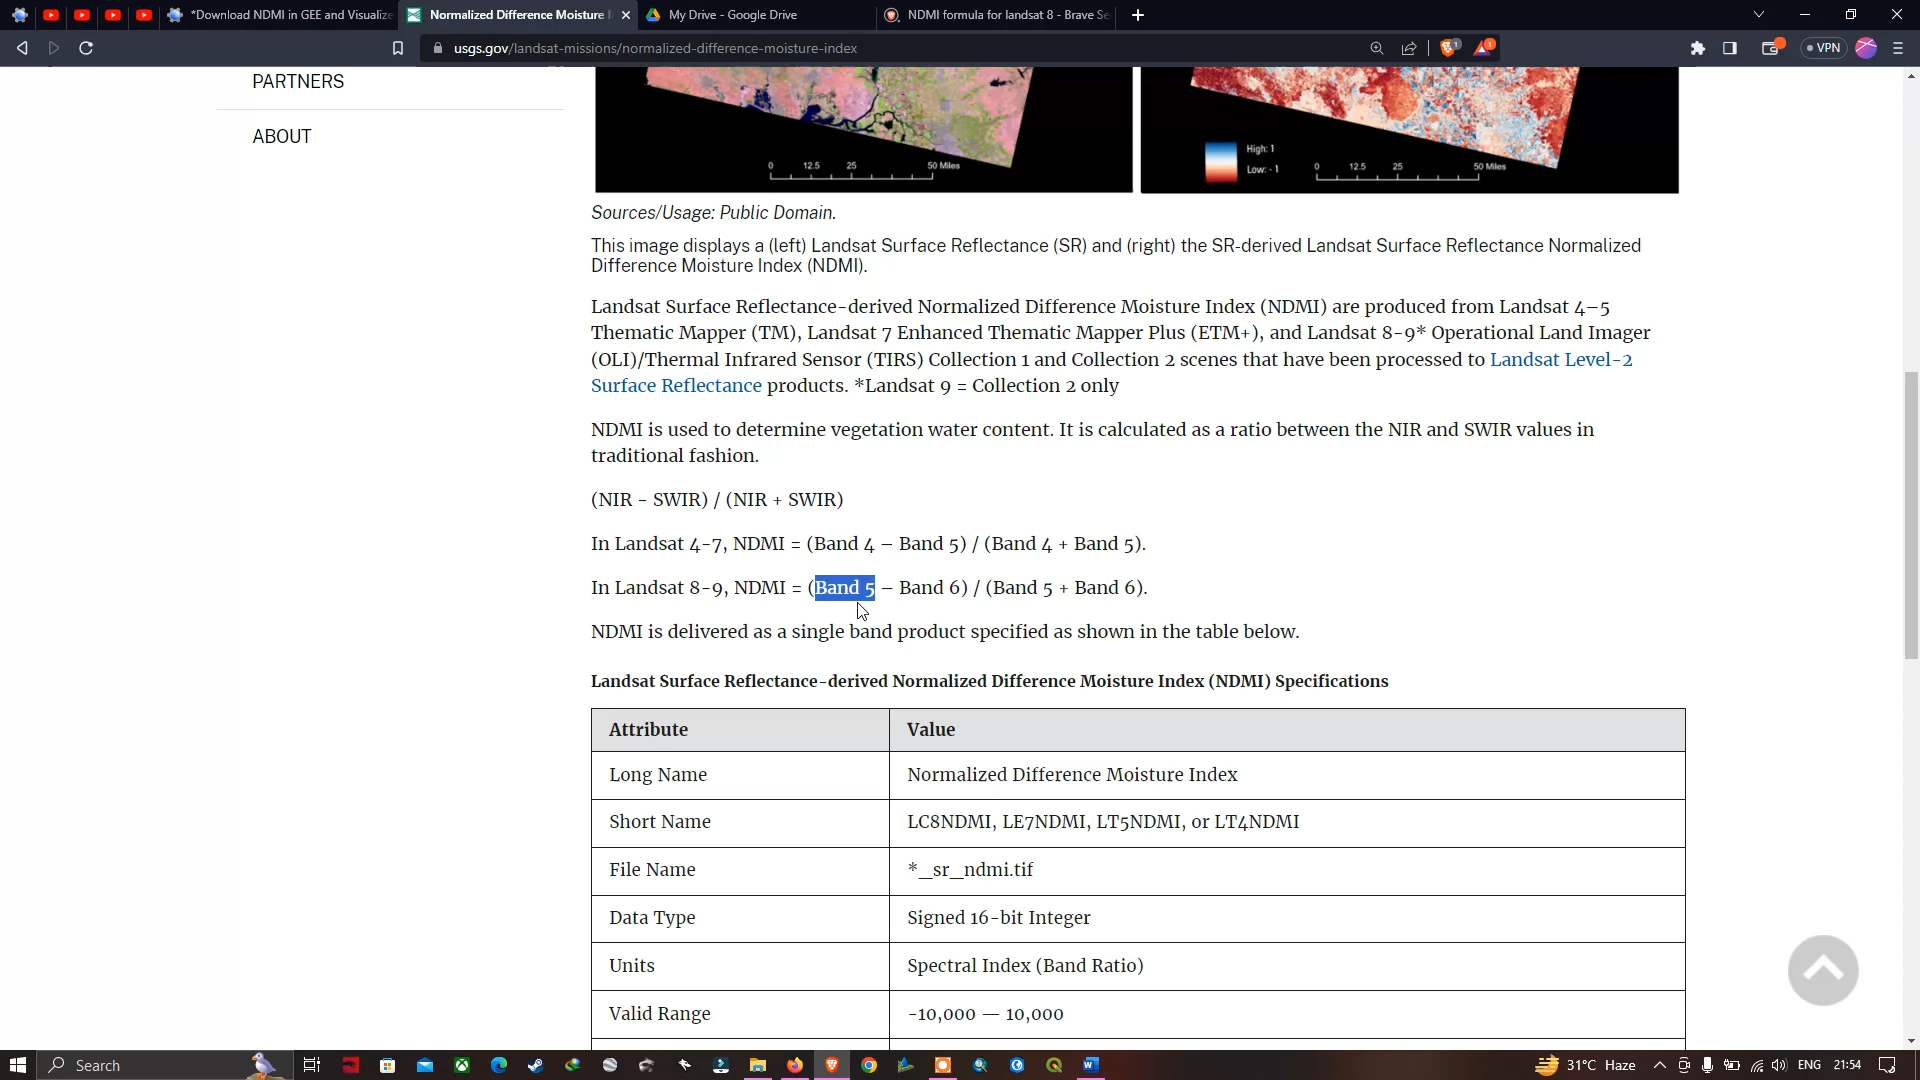 *Download NDMI in GEE and Visualize
Normalized Difference Moisture I
My Drive - Google Drive
NDMI formula for landsat 8 - Brave Se
usgs.gov/landsat-missions/normalized-difference-moisture-index
1
1
VPN
PARTNERS
ABOUT
0 12.5 25 50 Miles
High: 1
Low: - 1
0 12.5 25 50 Miles
Sources/Usage: Public Domain.
This image displays a (left) Landsat Surface Reflectance (SR) and (right) the SR-derived Landsat Surface Reflectance Normalized
Difference Moisture Index (NDMI).
Landsat Surface Reflectance-derived Normalized Difference Moisture Index (NDMI) are produced from Landsat 4–5
Thematic Mapper (TM), Landsat 7 Enhanced Thematic Mapper Plus (ETM+), and Landsat 8-9* Operational Land Imager
(OLI)/Thermal Infrared Sensor (TIRS) Collection 1 and Collection 2 scenes that have been processed to Landsat Level-2
Surface Reflectance products. *Landsat 9 = Collection 2 only
NDMI is used to determine vegetation water content. It is calculated as a ratio between the NIR and SWIR values in
traditional fashion.
(NIR - SWIR) / (NIR + SWIR)
In Landsat 4-7, NDMI = (Band 4 – Band 5) / (Band 4 + Band 5).
In Landsat 8-9, NDMI = (Band 5 – Band 6) / (Band 5 + Band 6).
NDMI is delivered as a single band product specified as shown in the table below.
Landsat Surface Reflectance-derived Normalized Difference Moisture Index (NDMI) Specifications
Attribute Value
Long Name Normalized Difference Moisture Index
Short Name LC8NDMI, LE7NDMI, LT5NDMI, or LT4NDMI
File Name *_sr_ndmi.tif
Data Type Signed 16-bit Integer
Units Spectral Index (Band Ratio)
Valid Range -10,000 — 10,000
Search
31°C Haze
ENG
21:54